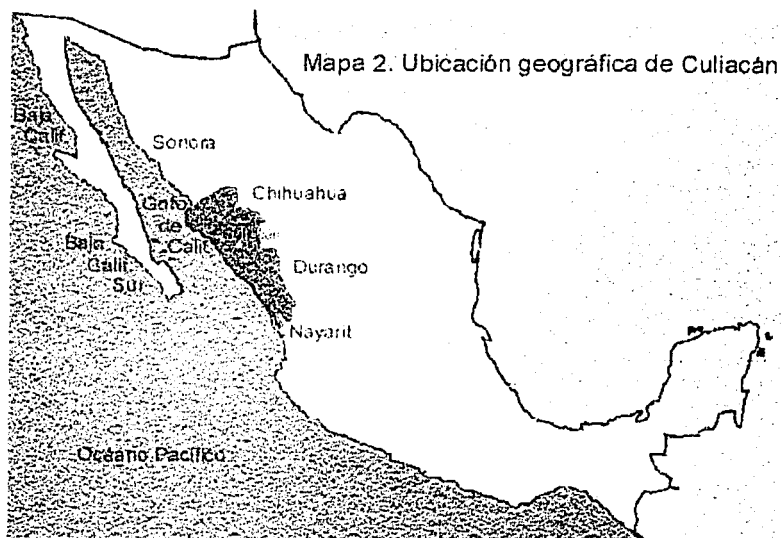 Mapa 2. Ubicación geográfica de Culiacán
Baja
Calif.
Sonora
Chihuahua
Golfo
de
Calif.
Baja
Calif.
Sur
Durango
Nayarit
Océano Pacífico